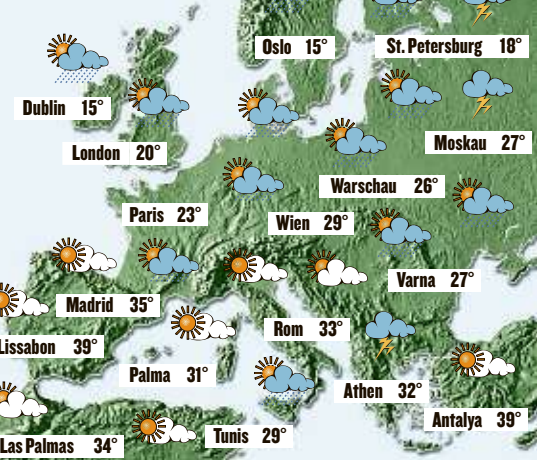 Oslo 15°
St. Petersburg 18°
Dublin 15°
London 20°
Moskau 27°
Warschau 26°
Paris 23°
Wien 29°
Varna 27°
Madrid 35°
Rom 33°
Lissabon 39°
Palma 31°
Athen 32°
Antalya 39°
Las Palmas 34°
Tunis 29°